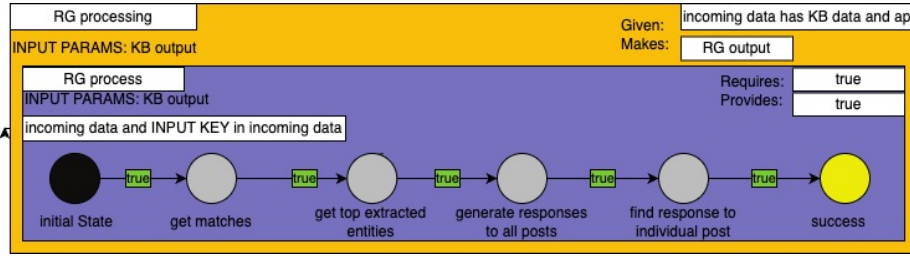 RG processing
Given:
incoming data has KB data and ap
INPUT PARAMS: KB output
Makes:
RG output
RG process
Requires:
true
INPUT PARAMS: KB output
Provides:
true
incoming data and INPUT KEY in incoming data
true
true
true
true
true
initial State
get matches
get top extracted
entities
generate responses
to all posts
find response to
individual post
success